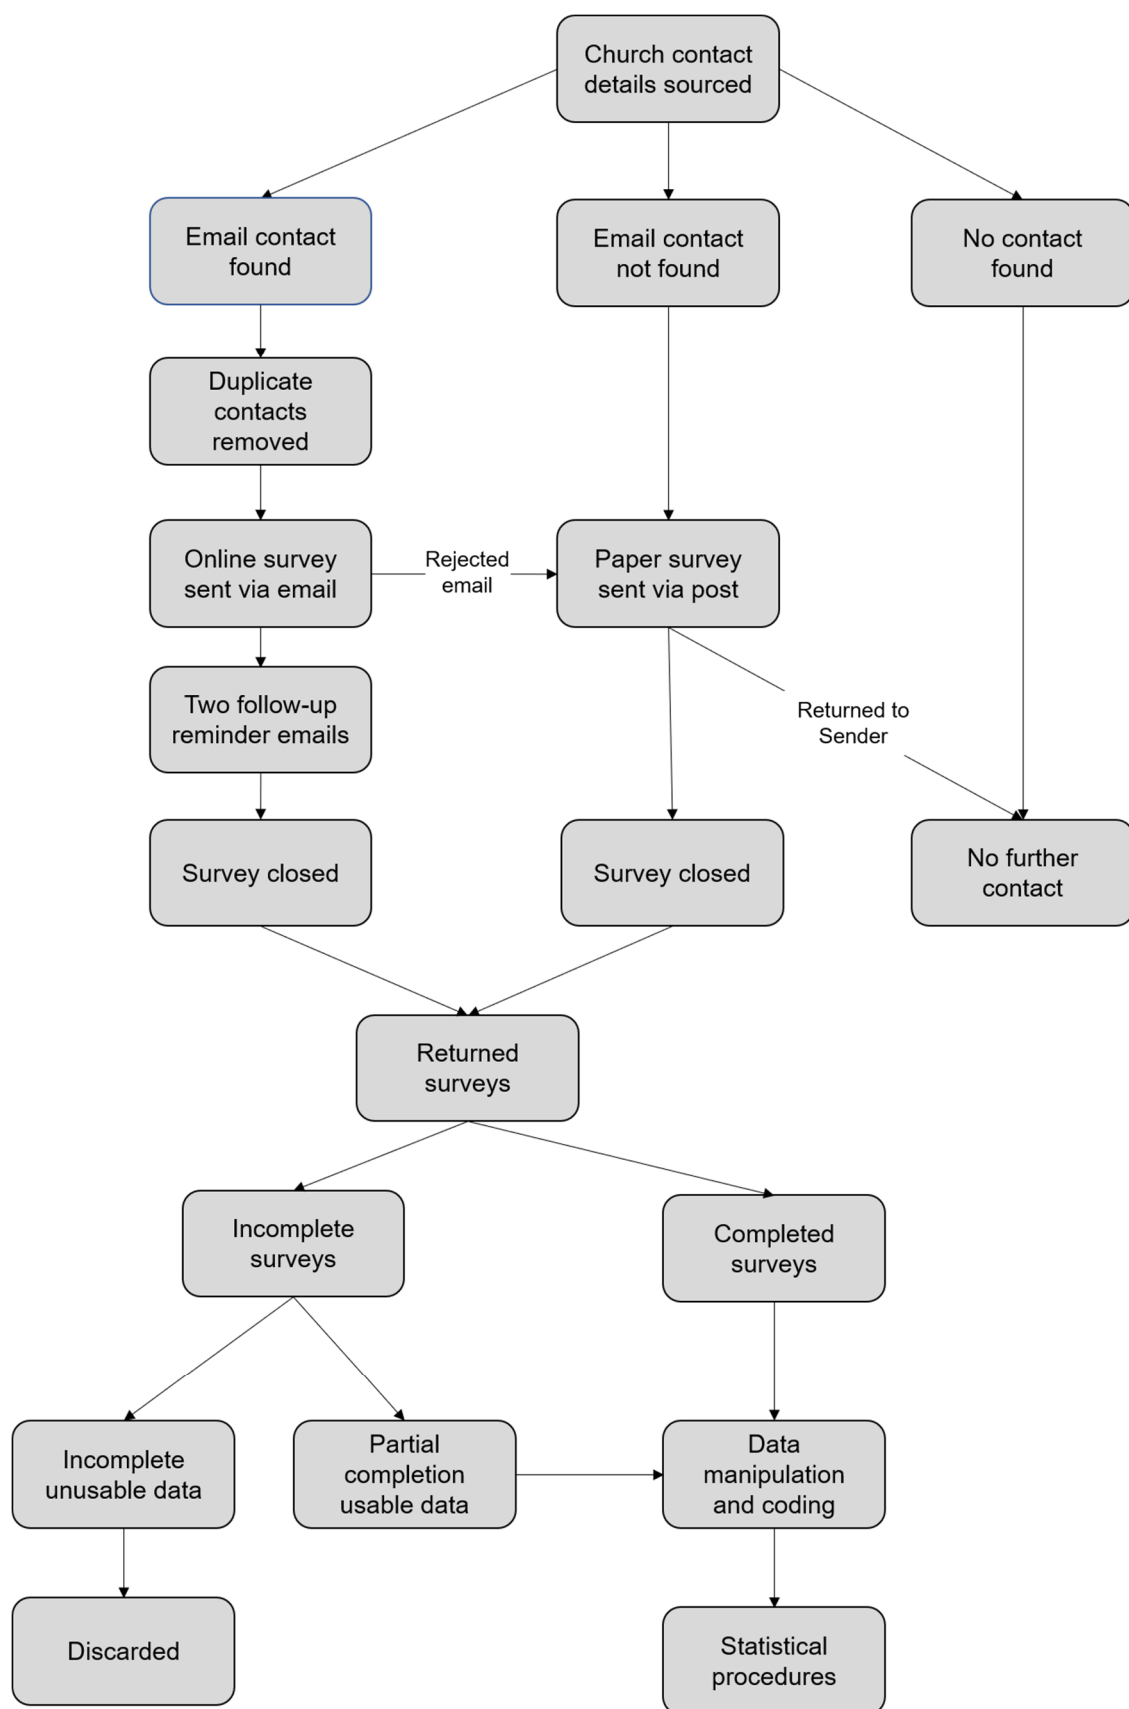 Church contact
details sourced
Email contact
found
Email contact
not found
No contact
found
Duplicate
contacts
removed
Online survey
sent via email
Rejected
email
Paper survey
sent via post
Two follow-up
reminder emails
Returned to
Sender
Survey closed
Survey closed
No further
contact
Returned
surveys
Incomplete
surveys
Completed
surveys
Incomplete
unusable data
Partial
completion
usable data
Data
manipulation
and coding
Discarded
Statistical
procedures